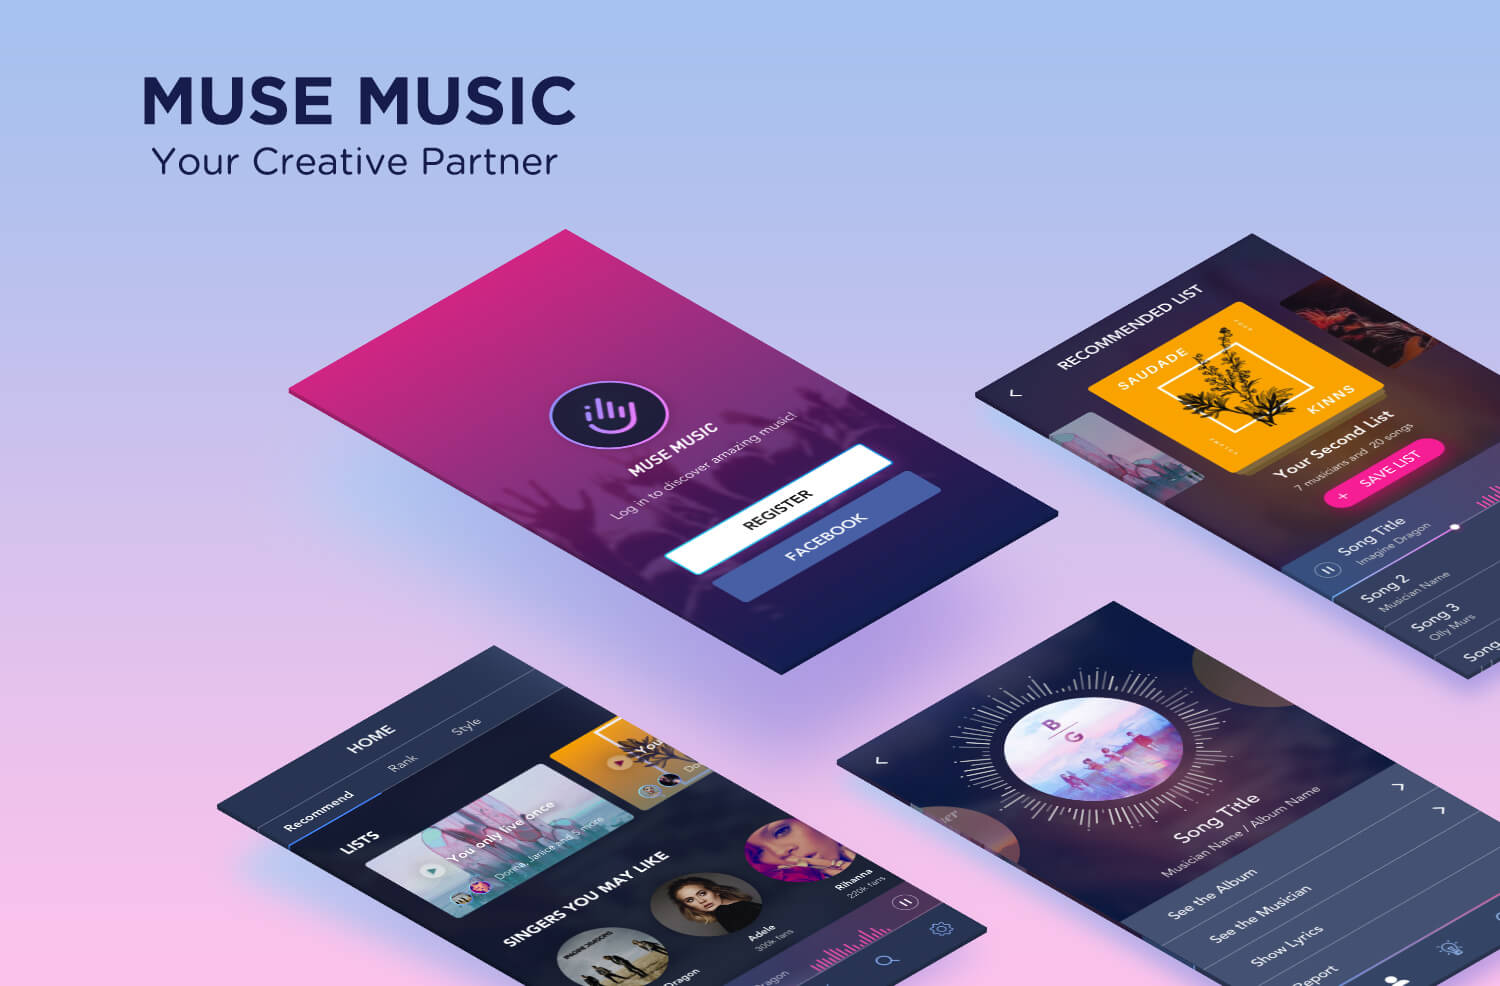 MUSE MUSIC
Your Creative Partner
MUSE MUSIC
Log in to discover amazing music!
REGISTER
FACEBOOK
RECOMMENDED LIST
SAUDADE
KINNS
Your Second List
7 musicians and 20 songs
+ SAVE LIST
Song Title
Imagine Dragon
Song 2
Musician Name
Song 3
Olly Murs
Song
HOME
Recommend
Rank
Style
LISTS
You only live once
Donna, Janice and 5 more
You
SINGERS YOU MAY LIKE
Adele
300k fans
Rihanna
220k fans
Dragon
Dragon
B
G
Song Title
Musician Name / Album Name
See the Album
See the Musician
Show Lyrics
Report